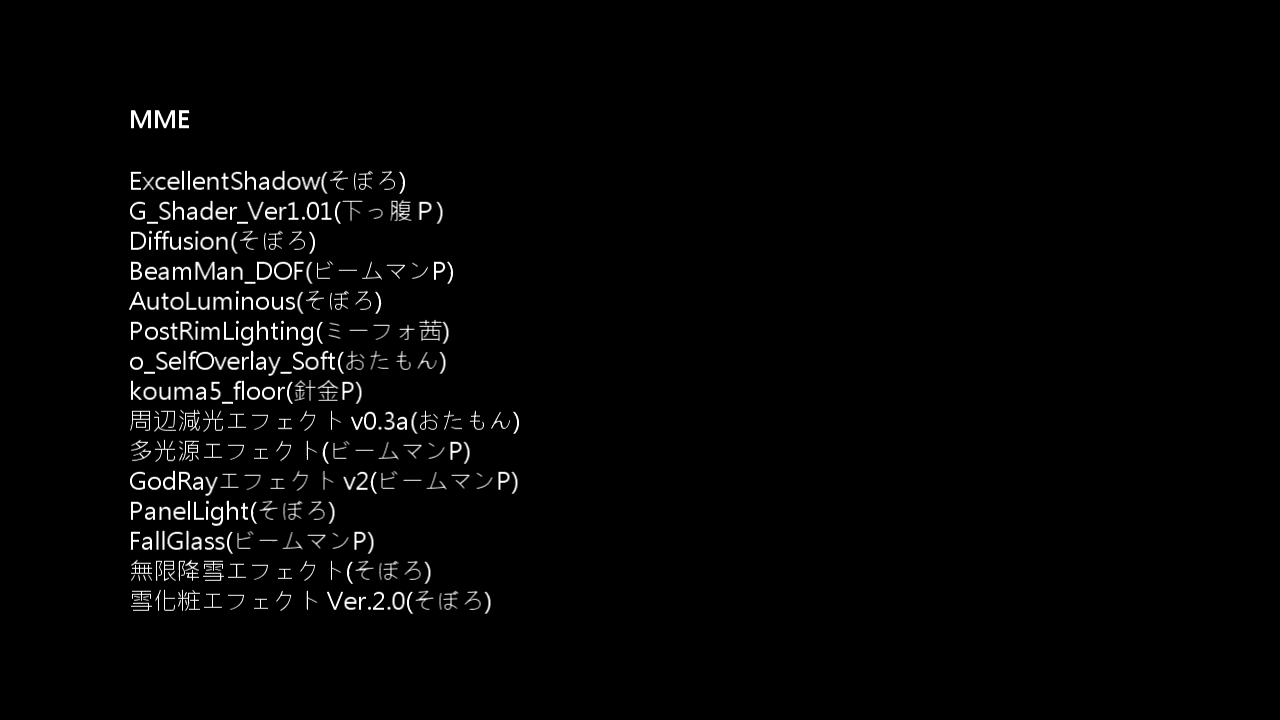 MME
ExcellentShadow(そぼろ)
G_Shader_Ver1.01(下っ腹Ｐ)
Diffusion(そぼろ)
BeamMan_DOF(ビームマンP)
AutoLuminous(そぼろ)
PostRimLighting(ミーフォ茜)
o_SelfOverlay_Soft(おたもん)
kouma5_floor(針金P)
周辺減光エフェクト v0.3a(おたもん)
多光源エフェクト(ビームマンP)
GodRayエフェクト v2(ビームマンP)
PanelLight(そぼろ)
FallGlass(ビームマンP)
無限降雪エフェクト(そぼろ)
雪化粧エフェクト Ver.2.0(そぼろ)